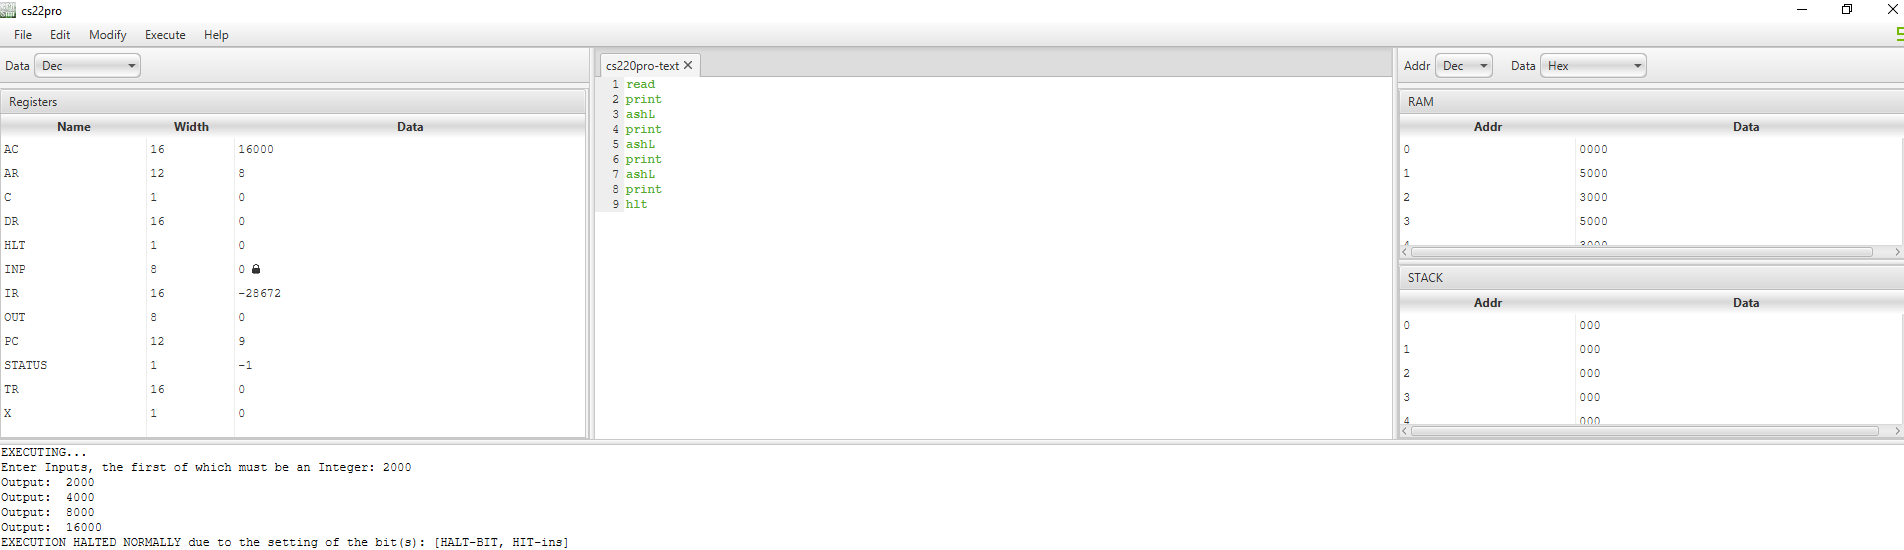 cs22pro
File Edit Modify Execute Help
Data Dec
Registers
Name Width Data
AC 16 16000
AR 12 8
C 1 0
DR 16 0
HLT 1 0
INP 8 0
IR 16 -28672
OUT 8 0
PC 12 9
STATUS 1 -1
TR 16 0
X 1 0
cs220pro-text
1 read
2 print
3 ashL
4 print
5 ashL
6 print
7 ashL
8 print
9 hlt
Addr Dec Data Hex
RAM
Addr Data
0 0000
1 5000
2 3000
3 5000
4 3000
STACK
Addr Data
0 000
1 000
2 000
3 000
4 000
EXECUTING...
Enter Inputs, the first of which must be an Integer: 2000
Output: 2000
Output: 4000
Output: 8000
Output: 16000
EXECUTION HALTED NORMALLY due to the setting of the bit(s): [HALT-BIT, HIT-ins]